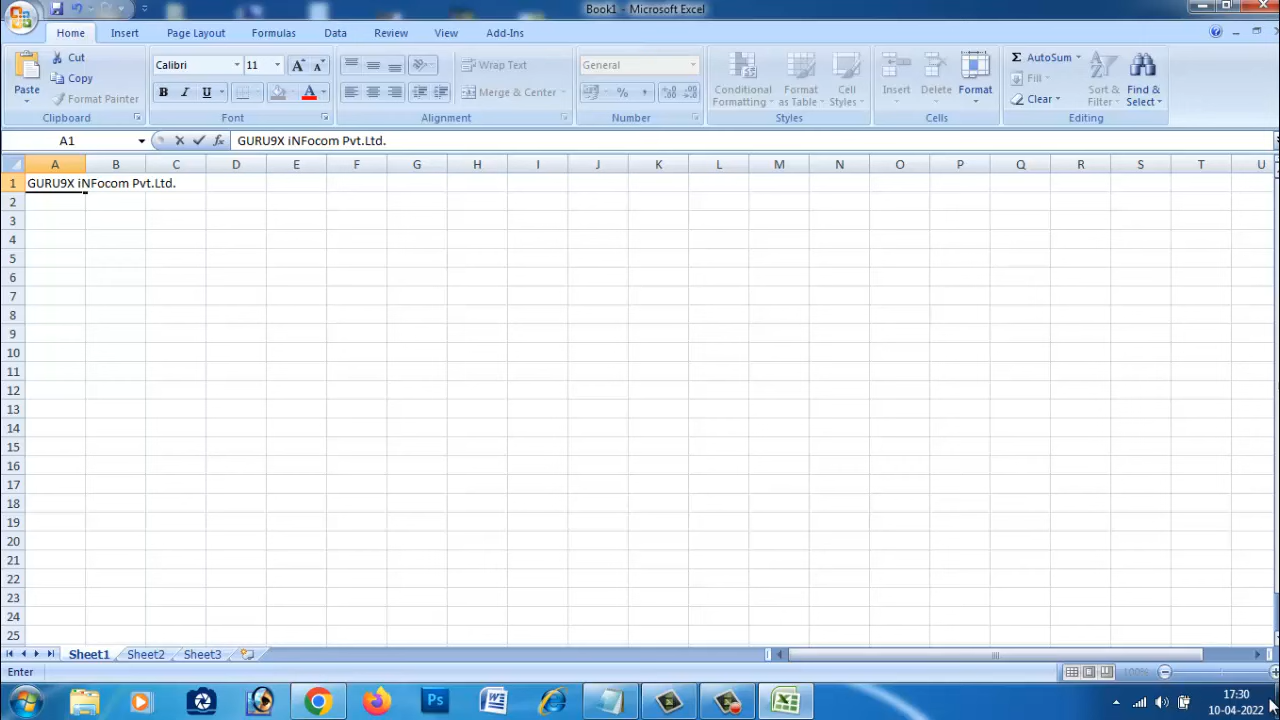 Book1 - Microsoft Excel
Home Insert Page Layout Formulas Data Review View Add-Ins
Paste
Cut
Copy
Format Painter
Clipboard
Calibri 11
A A
B I U A
Font
Wrap Text
Merge & Center
Alignment
General
% ,
Number
Conditional Formatting
Format as Table
Cell Styles
Styles
Insert Delete Format
Cells
Σ AutoSum
Fill
Clear
Sort & Filter
Find & Select
Editing
A1 fx GURU9X iNFocom Pvt.Ltd.
A B C D E F G H I J K L M N O P Q R S T U
1 GURU9X iNFocom Pvt.Ltd.
2
3
4
5
6
7
8
9
10
11
12
13
14
15
16
17
18
19
20
21
22
23
24
25
Sheet1 Sheet2 Sheet3
Enter 100%
Ps
17:30
10-04-2022